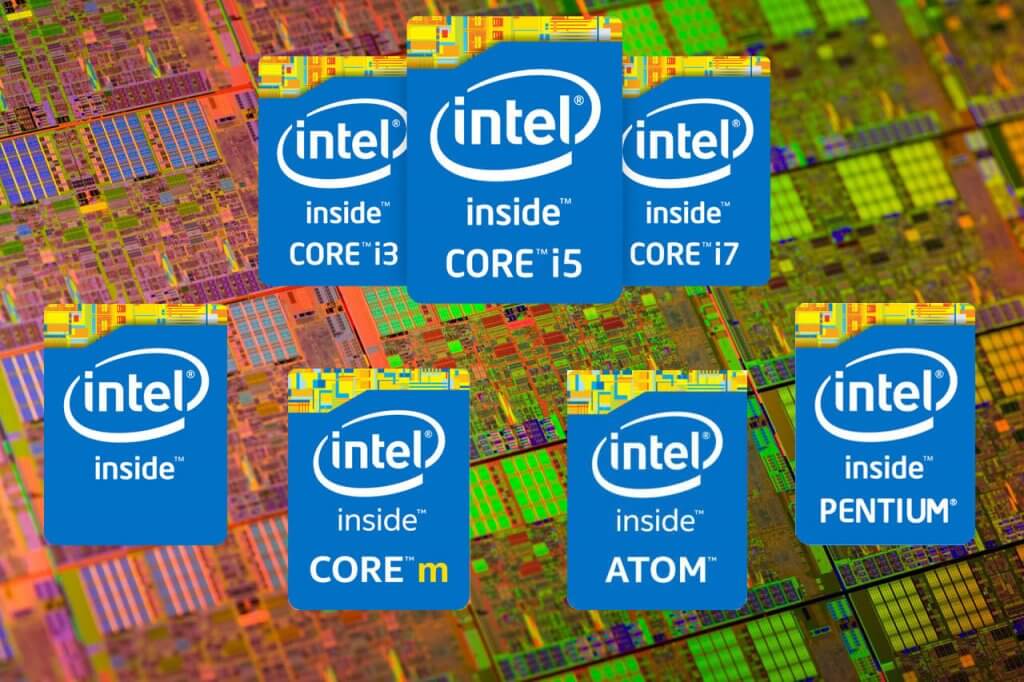 intel®
inside™
CORE™ i3
intel®
inside™
CORE™ i5
intel®
inside™
CORE™ i7
intel®
inside™
intel®
inside™
CORE™ m
intel®
inside™
ATOM™
intel®
inside™
PENTIUM®